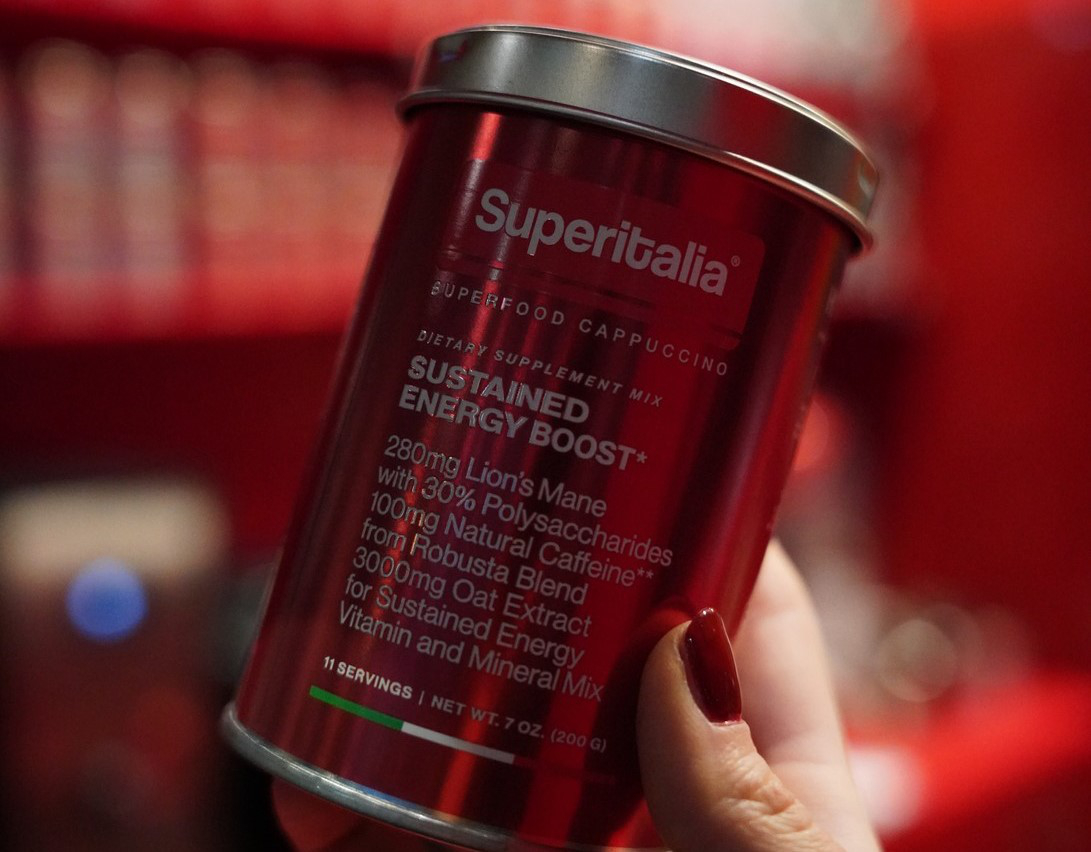 Superitalia®
SUPERFOOD CAPPUCCINO
DIETARY SUPPLEMENT MIX
SUSTAINED
ENERGY BOOST*
280mg Lion's Mane
with 30% Polysaccharides
100mg Natural Caffeine**
from Robusta Blend
3000mg Oat Extract
for Sustained Energy
Vitamin and Mineral Mix
11 SERVINGS | NET WT. 7 OZ. (200 G)